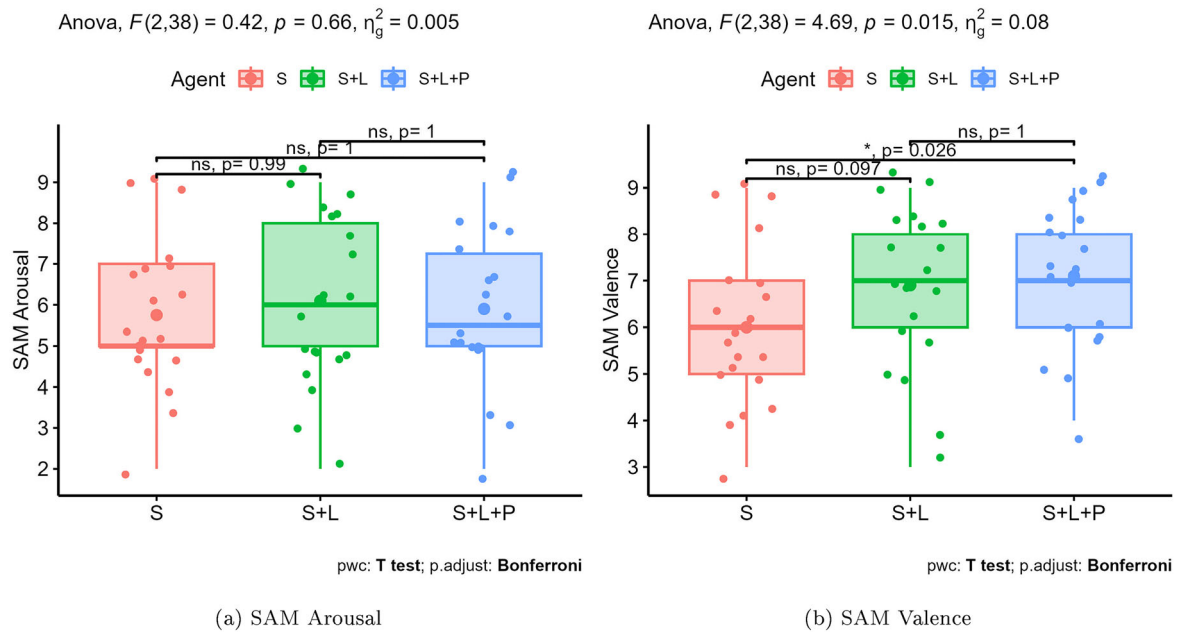 Anova, F(2,38) = 0.42, p = 0.66, η²g = 0.005
Agent S S+L S+L+P
ns, p= 1
ns, p= 1
ns, p= 0.99
SAM Arousal
9
8
7
6
5
4
3
2
S S+L S+L+P
pwc: T test; p.adjust: Bonferroni
(a) SAM Arousal
Anova, F(2,38) = 4.69, p = 0.015, η²g = 0.08
Agent S S+L S+L+P
ns, p= 1
*, p= 0.026
ns, p= 0.097
SAM Valence
9
8
7
6
5
4
3
S S+L S+L+P
pwc: T test; p.adjust: Bonferroni
(b) SAM Valence